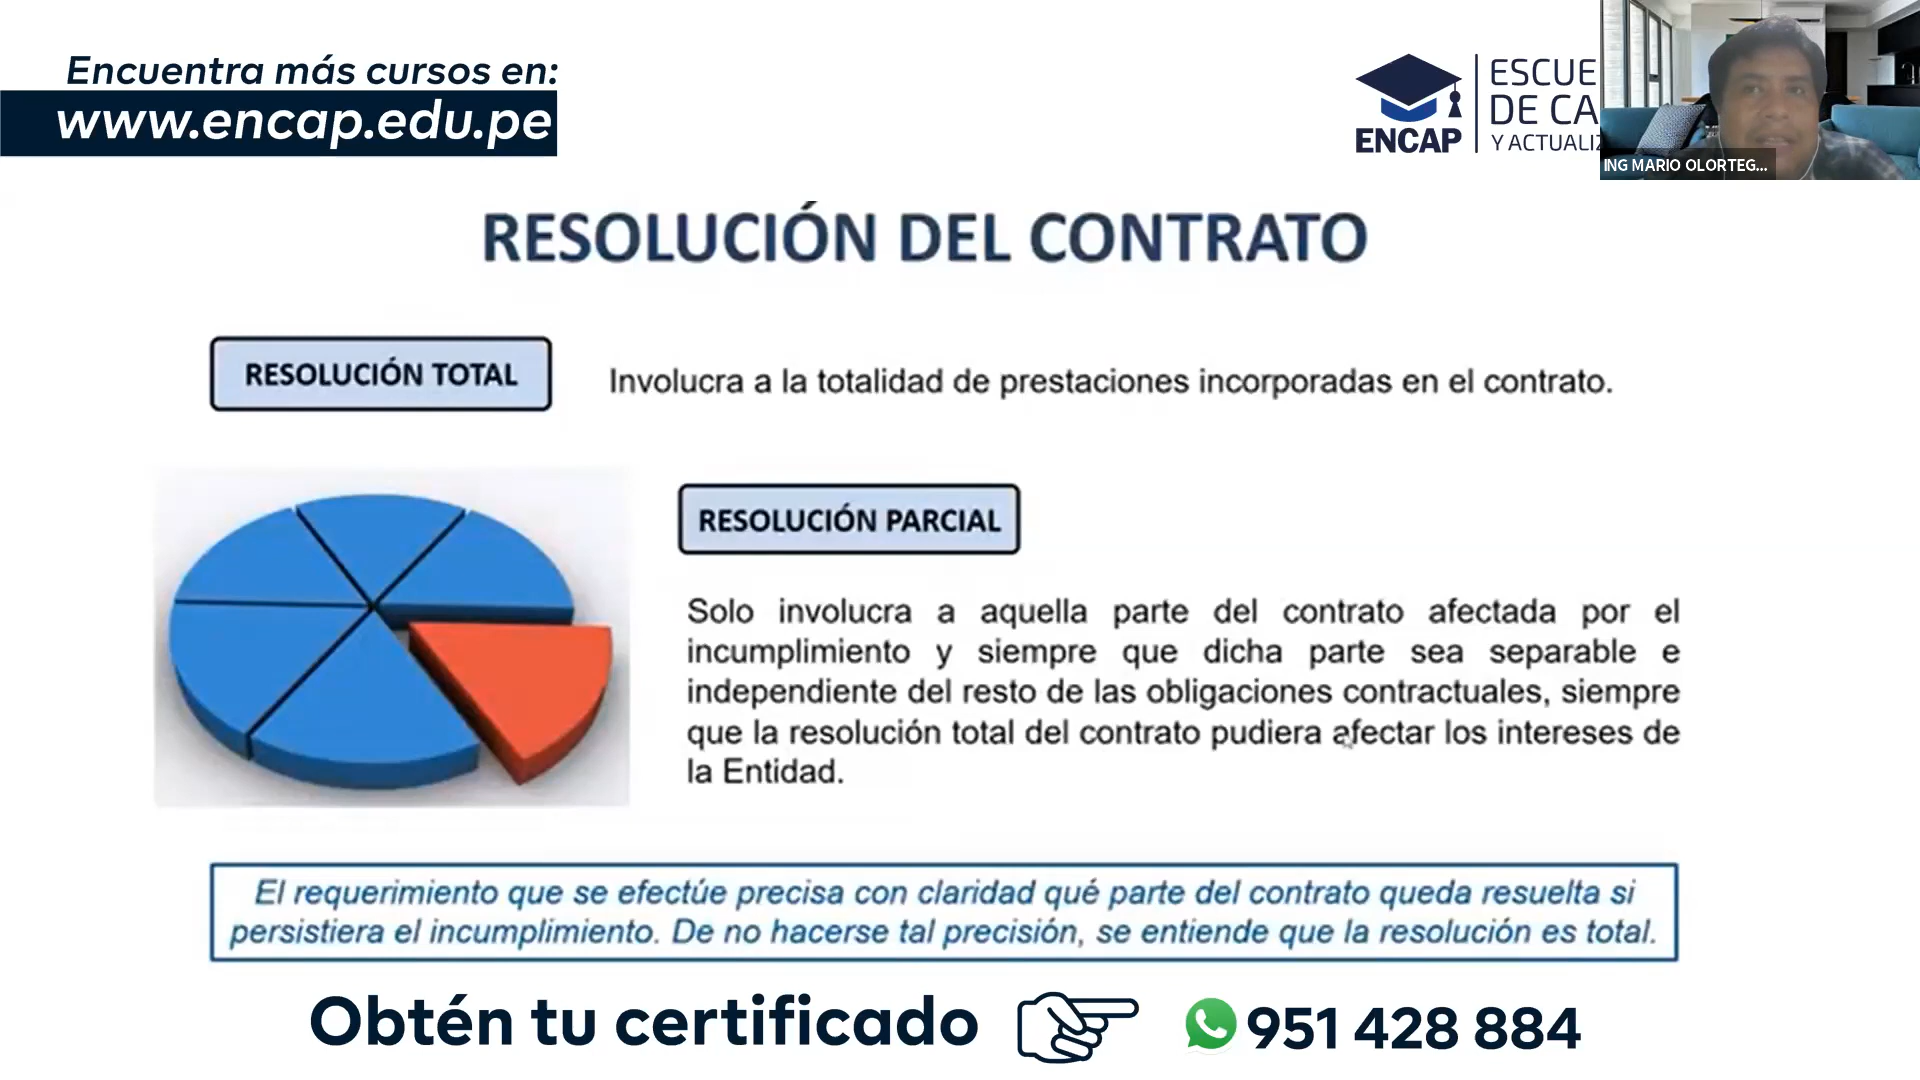 Encuentra más cursos en:
www.encap.edu.pe
ENCAP
ESCUE
DE CA
Y ACTUALIZ
ING MARIO OLORTEG...
RESOLUCIÓN DEL CONTRATO
RESOLUCIÓN TOTAL
Involucra a la totalidad de prestaciones incorporadas en el contrato.
RESOLUCIÓN PARCIAL
Solo involucra a aquella parte del contrato afectada por el
incumplimiento y siempre que dicha parte sea separable e
independiente del resto de las obligaciones contractuales, siempre
que la resolución total del contrato pudiera afectar los intereses de
la Entidad.
El requerimiento que se efectúe precisa con claridad qué parte del contrato queda resuelta si
persistiera el incumplimiento. De no hacerse tal precisión, se entiende que la resolución es total.
Obtén tu certificado
951 428 884